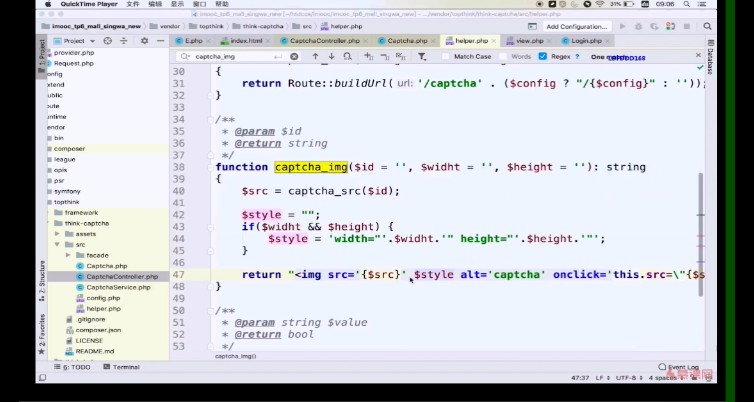 QuickTime Player 文件 编辑 显示 窗口 帮助 31% 09:06
imooc_tp6_mall_singwa_new vendor topthink think-captcha src helper.php Add Configuration...
Project E.php index.html CaptchaController.php Captcha.php helper.php view.php Login.php
captcha_img Match Case Words Regex ?
provider.php
Request.php
onfig
xtend
ublic
oute
untime
endor
bin
composer
league
opis
psr
symfony
topthink
framework
think-captcha
assets
src
facade
Captcha.php
CaptchaController.php
CaptchaService.php
config.php
helper.php
.gitignore
composer.json
LICENSE
README.md
1: Project
Z: Structure
2: Favorites
Database
30 {
31 return Route::buildUrl( url: '/captcha' . ($config ? "/{$config}" : ''));
32 }
33
34 /**
35 * @param $id
36 * @return string
37 */
38 function captcha_img($id = '', $widht = '', $height = ''): string
39 {
40 $src = captcha_src($id);
41
42 $style = "";
43 if($widht && $height) {
44 $style = 'width="'.$widht.'" height="'.$height.'"';
45 }
46
47 return "<img src='{$src}' $style alt='captcha' onclick='this.src=\"{$s
48 }
49
50 /**
51 * @param string $value
52 * @return bool
53 */
captcha_img()
6: TODO Terminal Event Log
47:37 LF UTF-8 4 spaces